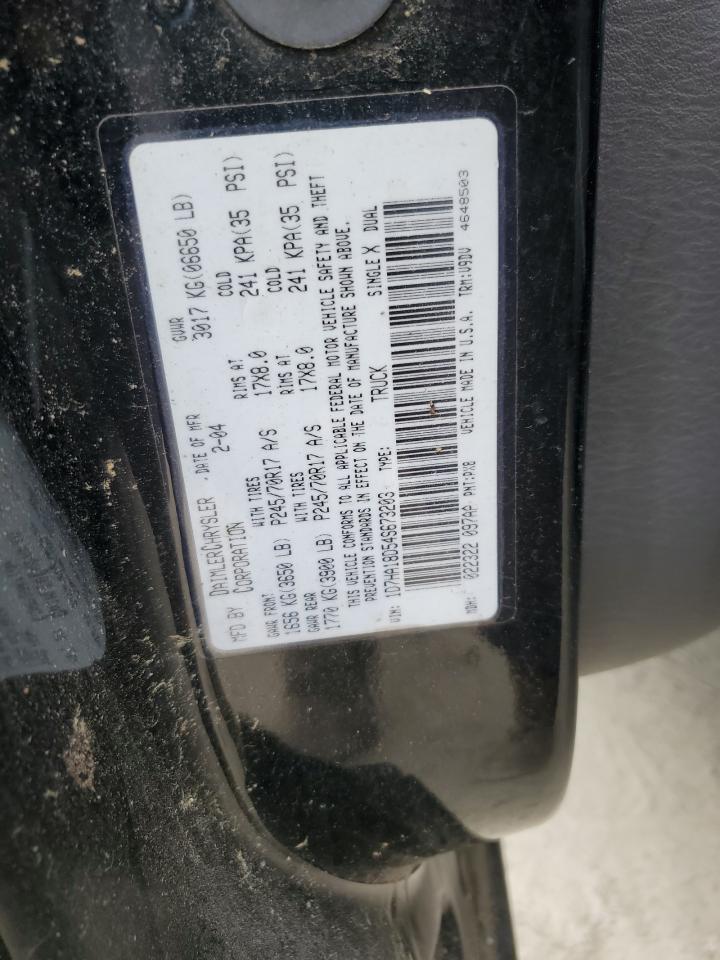 MFD BY DAIMLERCHRYSLER CORPORATION DATE OF MFR 2-04 GVWR 3017 KG(06650 LB)
GAWR FRONT WITH TIRES RIMS AT COLD
1656 KG(3650 LB) P245/70R17 A/S 17X8.0 241 KPA(35 PSI)
GAWR REAR WITH TIRES RIMS AT COLD
1770 KG(3900 LB) P245/70R17 A/S 17X8.0 241 KPA(35 PSI)
THIS VEHICLE CONFORMS TO ALL APPLICABLE FEDERAL MOTOR VEHICLE SAFETY AND THEFT
PREVENTION STANDARDS IN EFFECT ON THE DATE OF MANUFACTURE SHOWN ABOVE.
VIN: 1D7HA18D54S673203 TYPE: TRUCK SINGLE X DUAL
MDH: 022322 097AA PNT:PX8 VEHICLE MADE IN U.S.A. TRM:V9DV 4648503